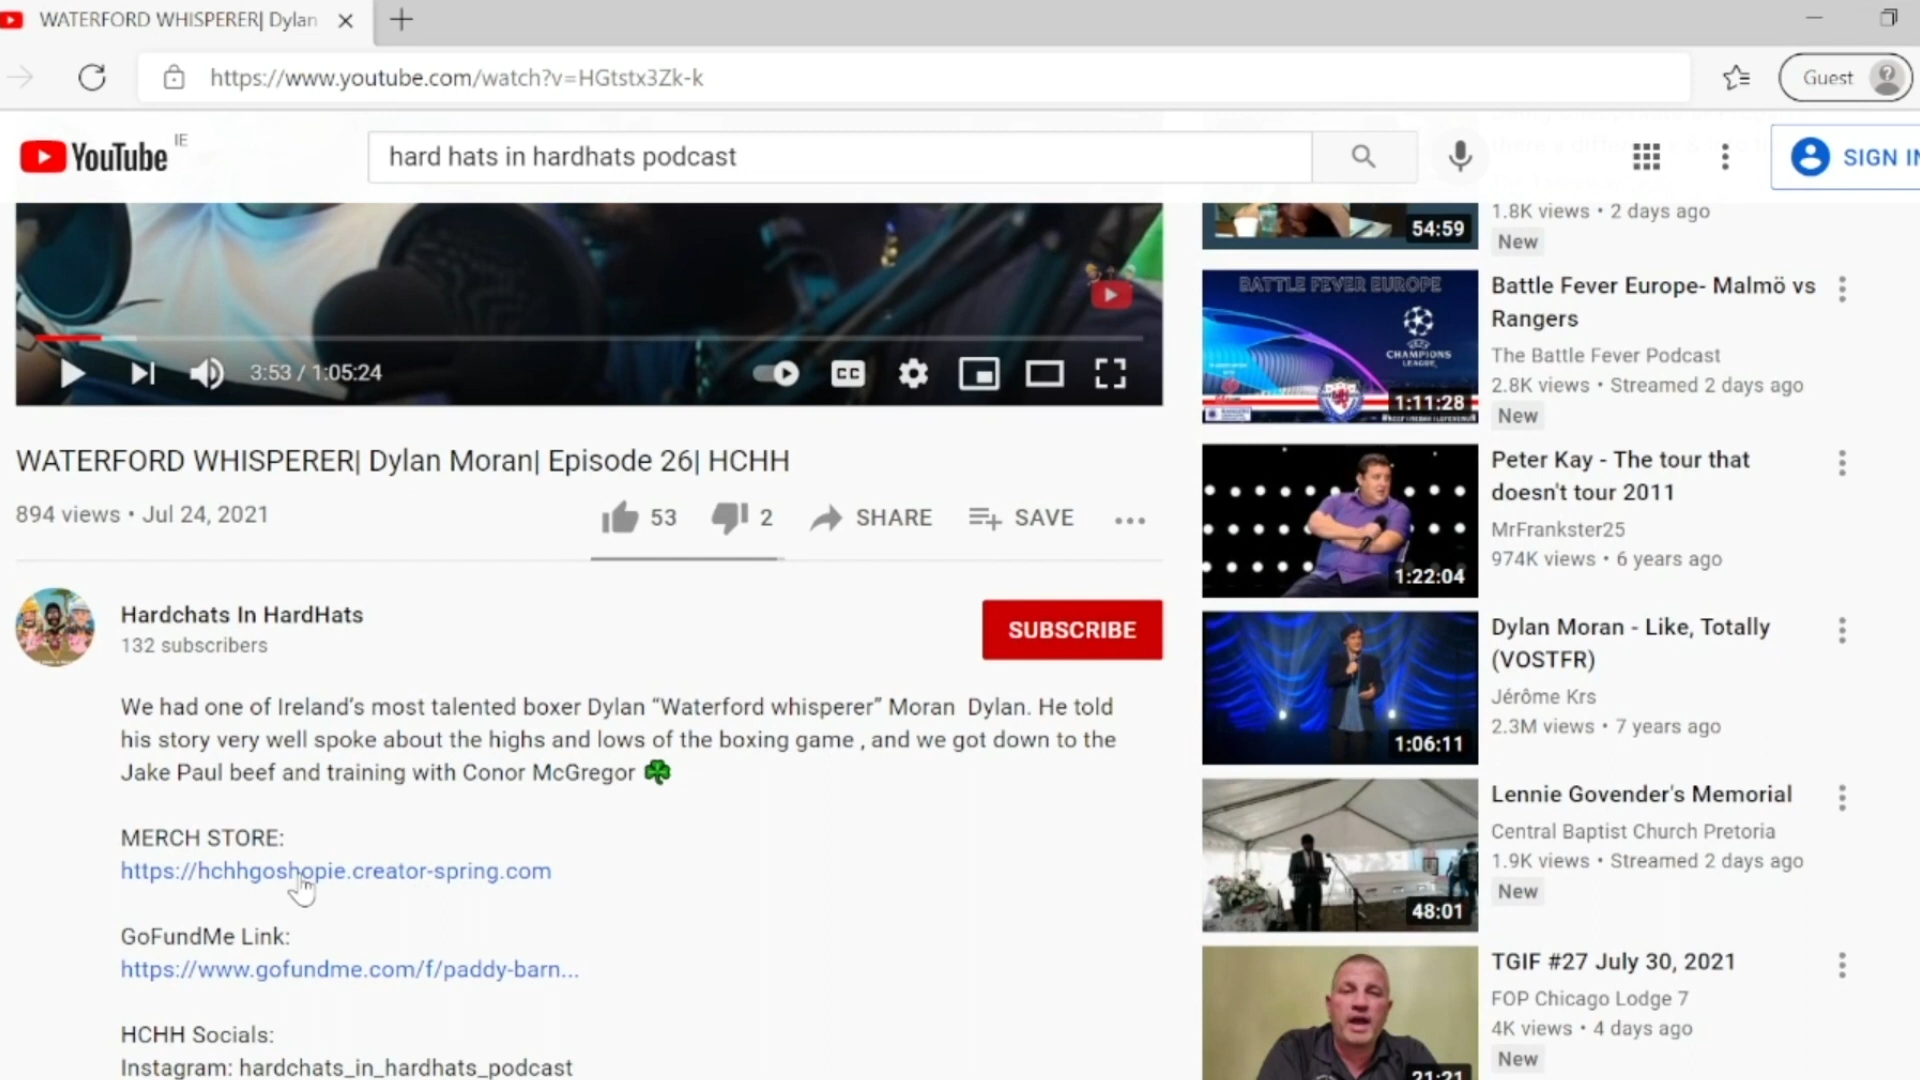 WATERFORD WHISPERER| Dylan
https://www.youtube.com/watch?v=HGtstx3Zk-k
Guest
YouTube IE
hard hats in hardhats podcast
SIGN IN
3:53 / 1:05:24
CC
WATERFORD WHISPERER| Dylan Moran| Episode 26| HCHH
894 views • Jul 24, 2021
53
2
SHARE
SAVE
Hardchats In HardHats
132 subscribers
SUBSCRIBE
We had one of Ireland’s most talented boxer Dylan “Waterford whisperer” Moran  Dylan. He told
his story very well spoke about the highs and lows of the boxing game , and we got down to the
Jake Paul beef and training with Conor McGregor ☘
MERCH STORE:
https://hchhgoshopie.creator-spring.com
GoFundMe Link:
https://www.gofundme.com/f/paddy-barn...
HCHH Socials:
Instagram: hardchats_in_hardhats_podcast
54:59
1.8K views • 2 days ago
New
BATTLE FEVER EUROPE
CHAMPIONS
LEAGUE
1:11:28
Battle Fever Europe- Malmö vs
Rangers
The Battle Fever Podcast
2.8K views • Streamed 2 days ago
New
1:22:04
Peter Kay - The tour that
doesn't tour 2011
MrFrankster25
974K views • 6 years ago
1:06:11
Dylan Moran - Like, Totally
(VOSTFR)
Jérôme Krs
2.3M views • 7 years ago
48:01
Lennie Govender's Memorial
Central Baptist Church Pretoria
1.9K views • Streamed 2 days ago
New
21:21
TGIF #27 July 30, 2021
FOP Chicago Lodge 7
4K views • 4 days ago
New